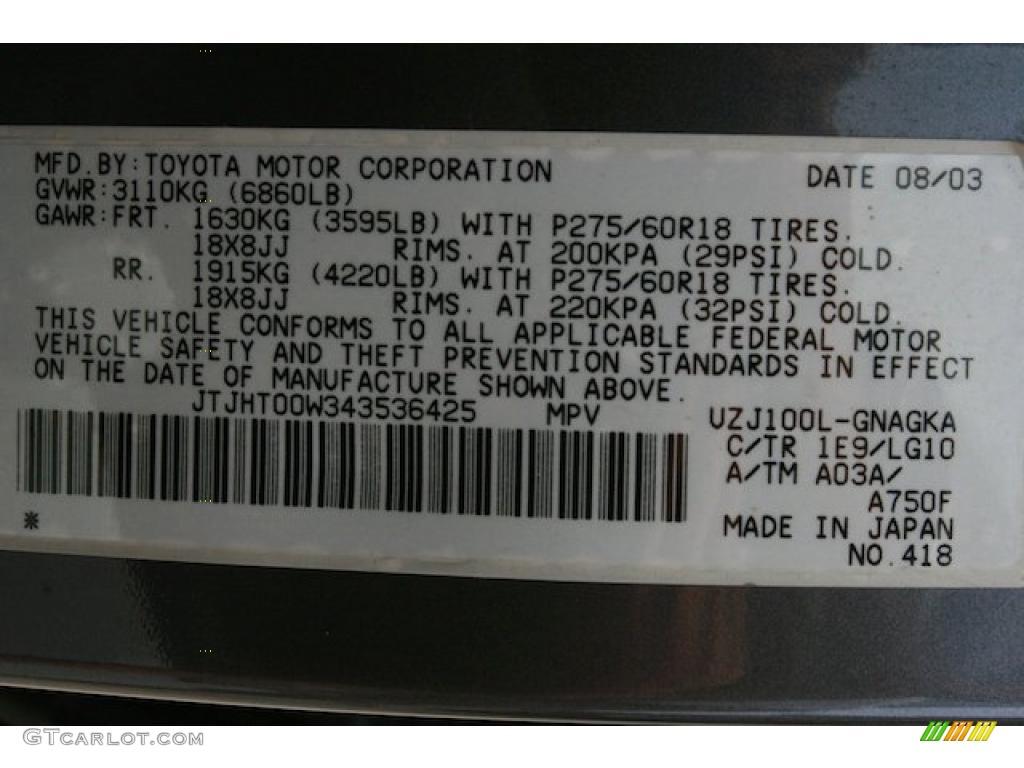 MFD.BY:TOYOTA MOTOR CORPORATION DATE 08/03
GVWR:3110KG (6860LB)
GAWR:FRT. 1630KG (3595LB) WITH P275/60R18 TIRES.
18X8JJ RIMS. AT 200KPA (29PSI) COLD.
RR. 1915KG (4220LB) WITH P275/60R18 TIRES.
18X8JJ RIMS. AT 220KPA (32PSI) COLD.
THIS VEHICLE CONFORMS TO ALL APPLICABLE FEDERAL MOTOR
VEHICLE SAFETY AND THEFT PREVENTION STANDARDS IN EFFECT
ON THE DATE OF MANUFACTURE SHOWN ABOVE.
JTJHT00W343536425 MPV UZJ100L-GNAGKA
C/TR 1E9/LG10
A/TM A03A/
A750F
MADE IN JAPAN
NO.418
※
GTCARLOT.COM